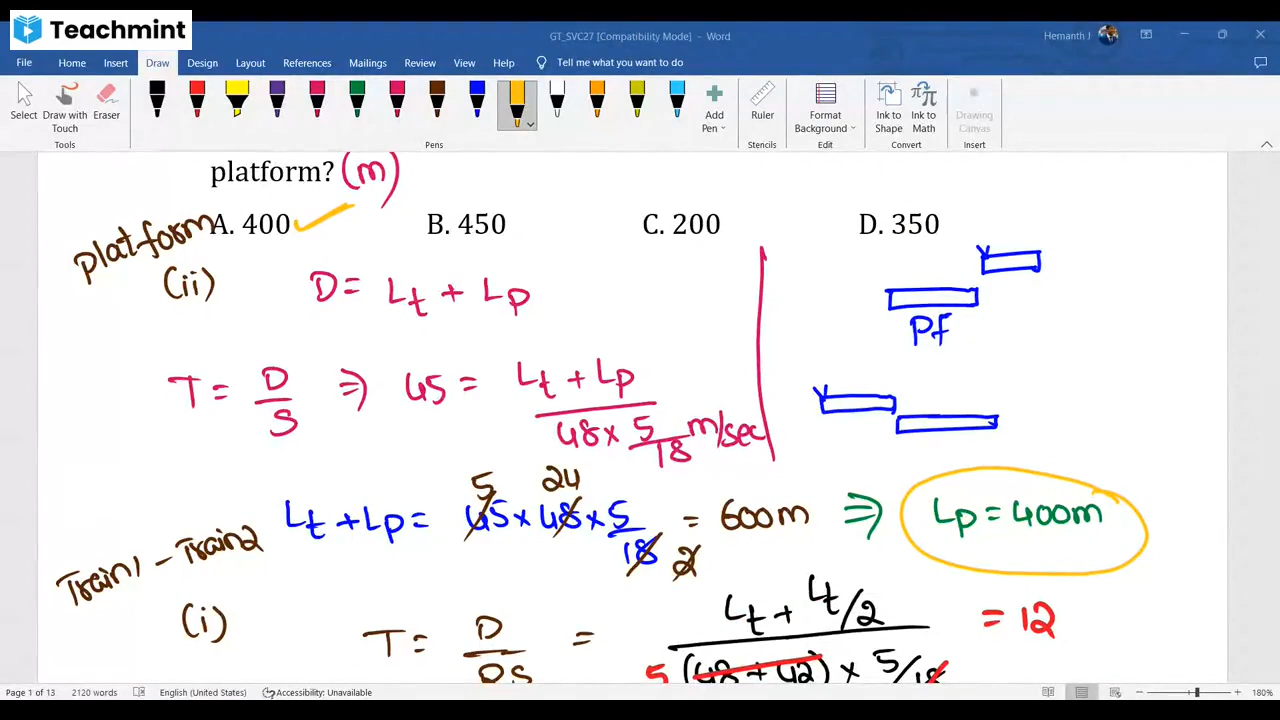 Teachmint
GT_SVC27 [Compatibility Mode] - Word
Hemanth J
File Home Insert Draw Design Layout References Mailings Review View Help Tell me what you want to do
Select
Draw with Touch
Eraser
Add Pen
Ruler
Format Background
Ink to Shape
Ink to Math
Drawing Canvas
Tools Pens Stencils Edit Convert Insert
platform? (m)
A. 400 B. 450 C. 200 D. 350
platform
(ii) D = Lt + Lp
PF
T = D/S ⇒ 45 = Lt + Lp / 48 × 5/18 m/sec
5 24
Lt + Lp = 45 × 48 × 5/18 = 600m ⇒ Lp = 400m
2
Train1 - Train2
(i) T = D/RS = Lt + Lt/2 / (48 + 42) × 5/18 = 12
5
Page 1 of 13 2120 words English (United States) Accessibility: Unavailable 180%